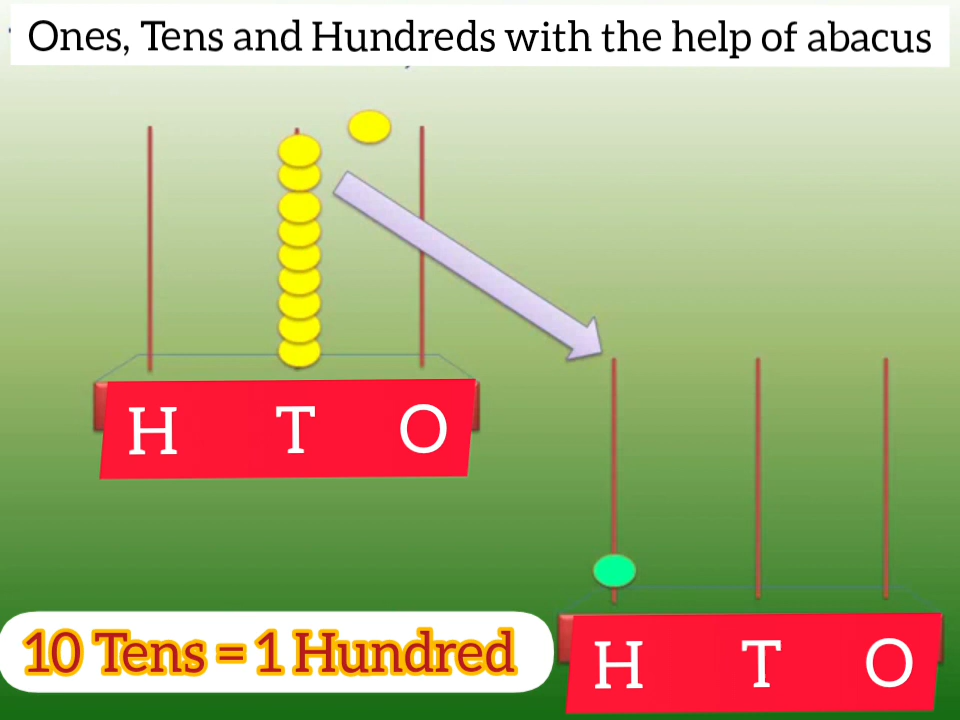 Ones, Tens and Hundreds with the help of abacus
H T O
10 Tens = 1 Hundred
H T O